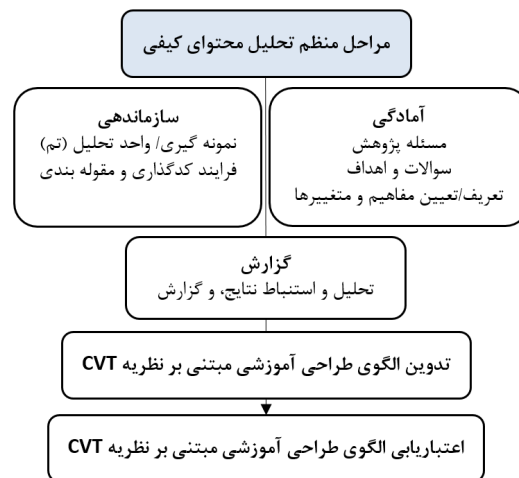 مراحل منظم تحلیل محتوای کیفی
آمادگی
مسئله پژوهش
سوالات و اهداف
تعریف/تعیین مفاهیم و متغییرها
سازماندهی
نمونه گیری/ واحد تحلیل (تم)
فرایند کدگذاری و مقوله بندی
گزارش
تحلیل و استنباط نتایج، و گزارش
تدوین الگوی طراحی آموزشی مبتنی بر نظریه CVT
اعتباریابی الگوی طراحی آموزشی مبتنی بر نظریه CVT